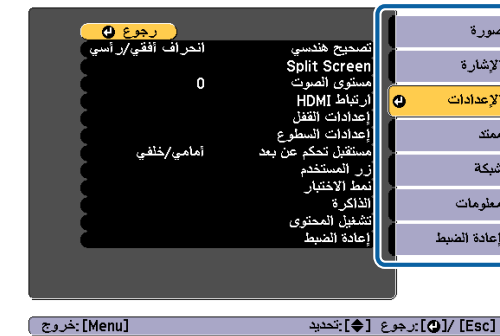 رجوع
تصحيح هندسي انحراف أفقي/رأسي
Split Screen
مستوى الصوت 0
ارتباط HDMI
إعدادات القفل
إعدادات السطوع
مستقبل تحكم عن بعد أمامي/خلفي
زر المستخدم
نمط الاختبار
الذاكرة
تشغيل المحتوى
إعادة الضبط
صورة
الإشارة
الإعدادات
ممتد
شبكة
معلومات
إعادة الضبط
[Esc] /[ ]:رجوع [ ]:تحديد [Menu]:خروج